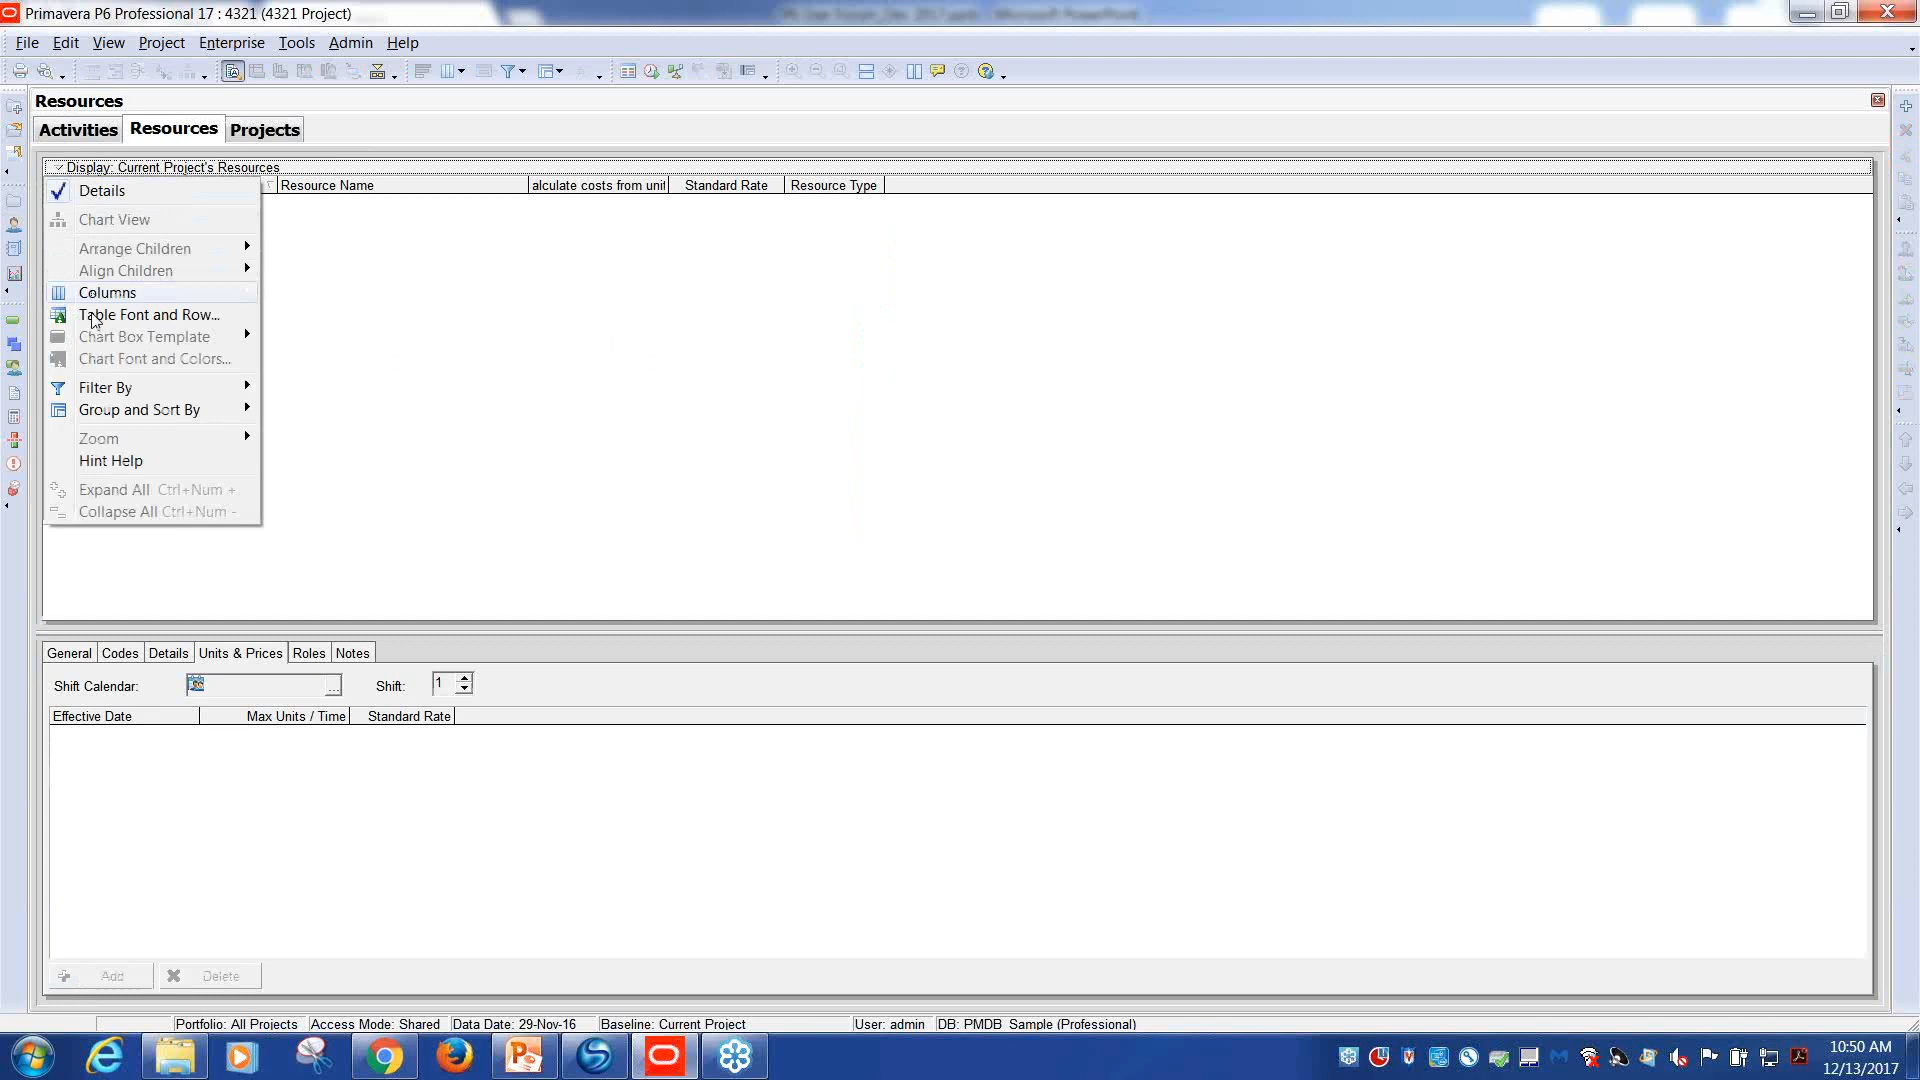 Primavera P6 Professional 17 : 4321 (4321 Project)
File Edit View Project Enterprise Tools Admin Help
Resources
Activities Resources Projects
Display: Current Project's Resources
Resource Name alculate costs from unit Standard Rate Resource Type
Details
Chart View
Arrange Children
Align Children
Columns
Table Font and Row...
Chart Box Template
Chart Font and Colors...
Filter By
Group and Sort By
Zoom
Hint Help
Expand All Ctrl+Num +
Collapse All Ctrl+Num -
General Codes Details Units & Prices Roles Notes
Shift Calendar: ... Shift: 1
Effective Date Max Units / Time Standard Rate
Add Delete
Portfolio: All Projects Access Mode: Shared Data Date: 29-Nov-16 Baseline: Current Project User: admin DB: PMDB Sample (Professional)
10:50 AM
12/13/2017